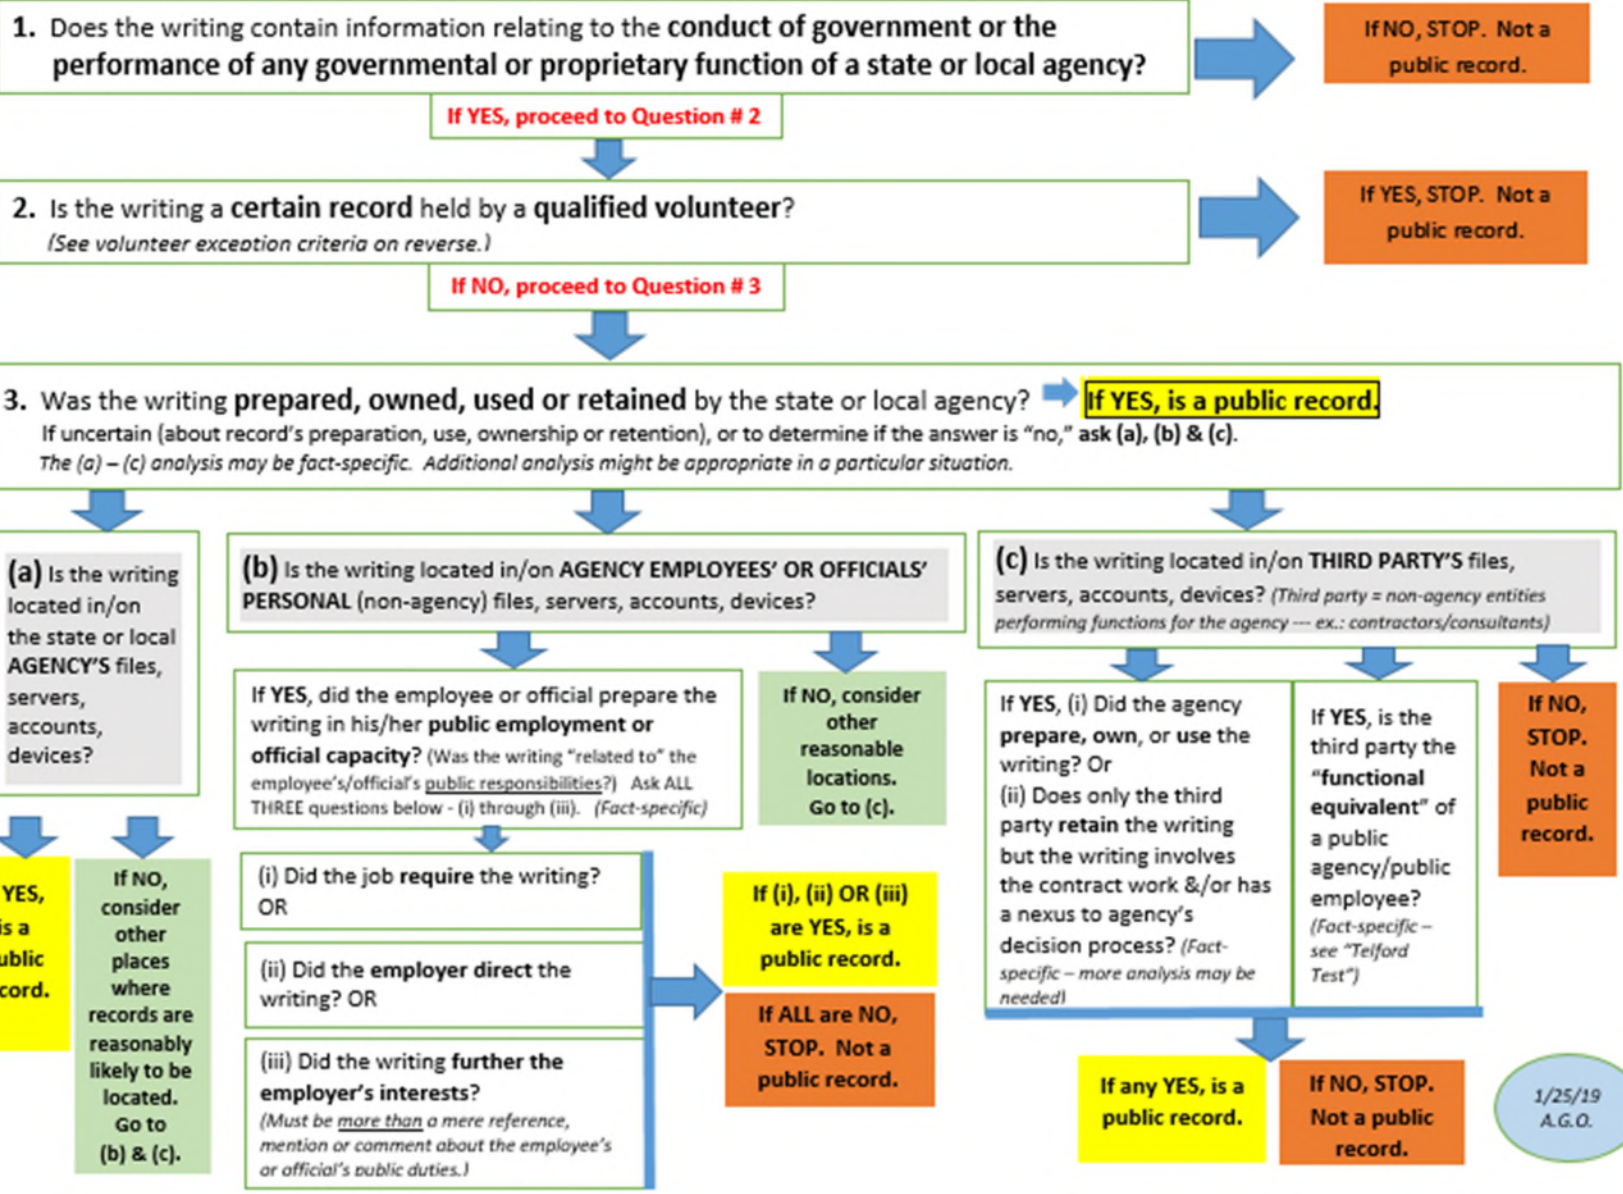 1. Does the writing contain information relating to the conduct of government or the
performance of any governmental or proprietary function of a state or local agency?
If NO, STOP. Not a
public record.
If YES, proceed to Question # 2
2. Is the writing a certain record held by a qualified volunteer?
(See volunteer exception criteria on reverse.)
If YES, STOP. Not a
public record.
If NO, proceed to Question # 3
3. Was the writing prepared, owned, used or retained by the state or local agency?
If YES, is a public record.
If uncertain (about record's preparation, use, ownership or retention), or to determine if the answer is "no," ask (a), (b) & (c).
The (a) – (c) analysis may be fact-specific. Additional analysis might be appropriate in a particular situation.
(a) Is the writing
located in/on
the state or local
AGENCY'S files,
servers,
accounts,
devices?
YES,
is a
ublic
cord.
If NO,
consider
other
places
where
records are
reasonably
likely to be
located.
Go to
(b) & (c).
(b) Is the writing located in/on AGENCY EMPLOYEES' OR OFFICIALS'
PERSONAL (non-agency) files, servers, accounts, devices?
If YES, did the employee or official prepare the
writing in his/her public employment or
official capacity? (Was the writing "related to" the
employee's/official's public responsibilities?) Ask ALL
THREE questions below - (i) through (iii). (Fact-specific)
If NO, consider
other
reasonable
locations.
Go to (c).
(i) Did the job require the writing?
OR
(ii) Did the employer direct the
writing? OR
(iii) Did the writing further the
employer's interests?
(Must be more than a mere reference,
mention or comment about the employee's
or official's public duties.)
If (i), (ii) OR (iii)
are YES, is a
public record.
If ALL are NO,
STOP. Not a
public record.
(c) Is the writing located in/on THIRD PARTY'S files,
servers, accounts, devices? (Third party = non-agency entities
performing functions for the agency --- ex.: contractors/consultants)
If YES, (i) Did the agency
prepare, own, or use the
writing? Or
(ii) Does only the third
party retain the writing
but the writing involves
the contract work &/or has
a nexus to agency's
decision process? (Fact-
specific – more analysis may be
needed)
If YES, is the
third party the
"functional
equivalent" of
a public
agency/public
employee?
(Fact-specific –
see "Telford
Test")
If NO,
STOP.
Not a
public
record.
If any YES, is a
public record.
If NO, STOP.
Not a public
record.
1/25/19
A.G.O.